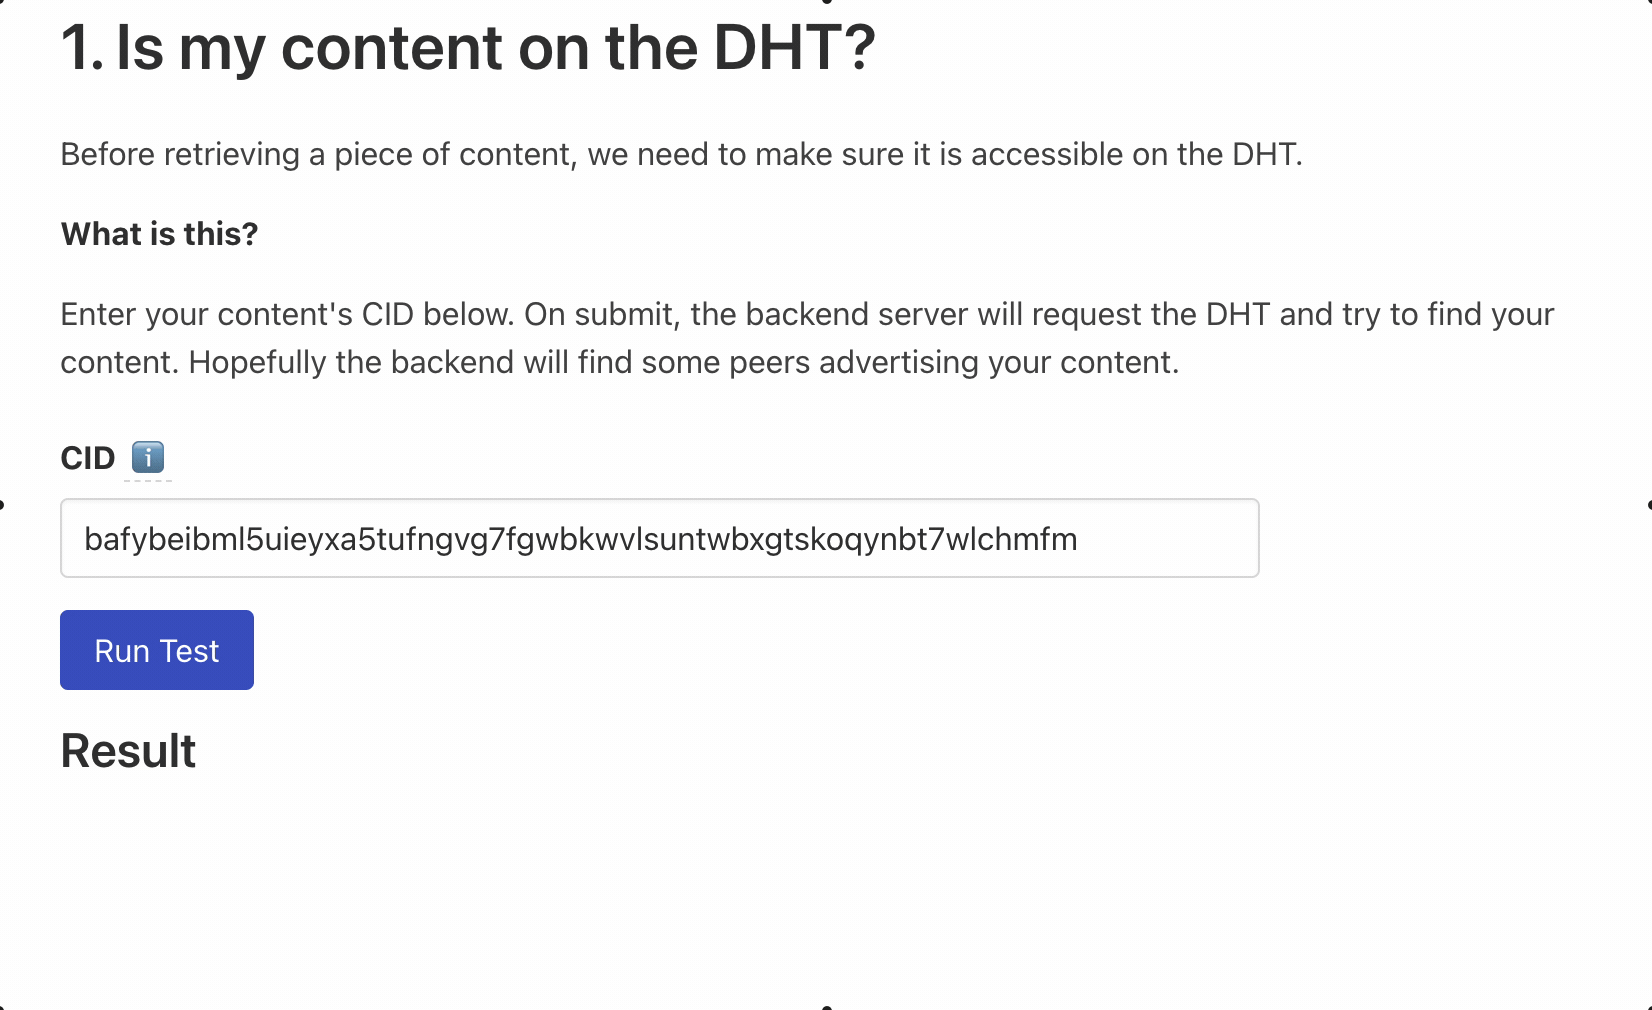 1. Is my content on the DHT?
Before retrieving a piece of content, we need to make sure it is accessible on the DHT.
What is this?
Enter your content's CID below. On submit, the backend server will request the DHT and try to find your
content. Hopefully the backend will find some peers advertising your content.
CID ℹ️
bafybeibml5uieyxa5tufngvg7fgwbkwvlsuntwbxgtskoqynbt7wlchmfm
Run Test
Result